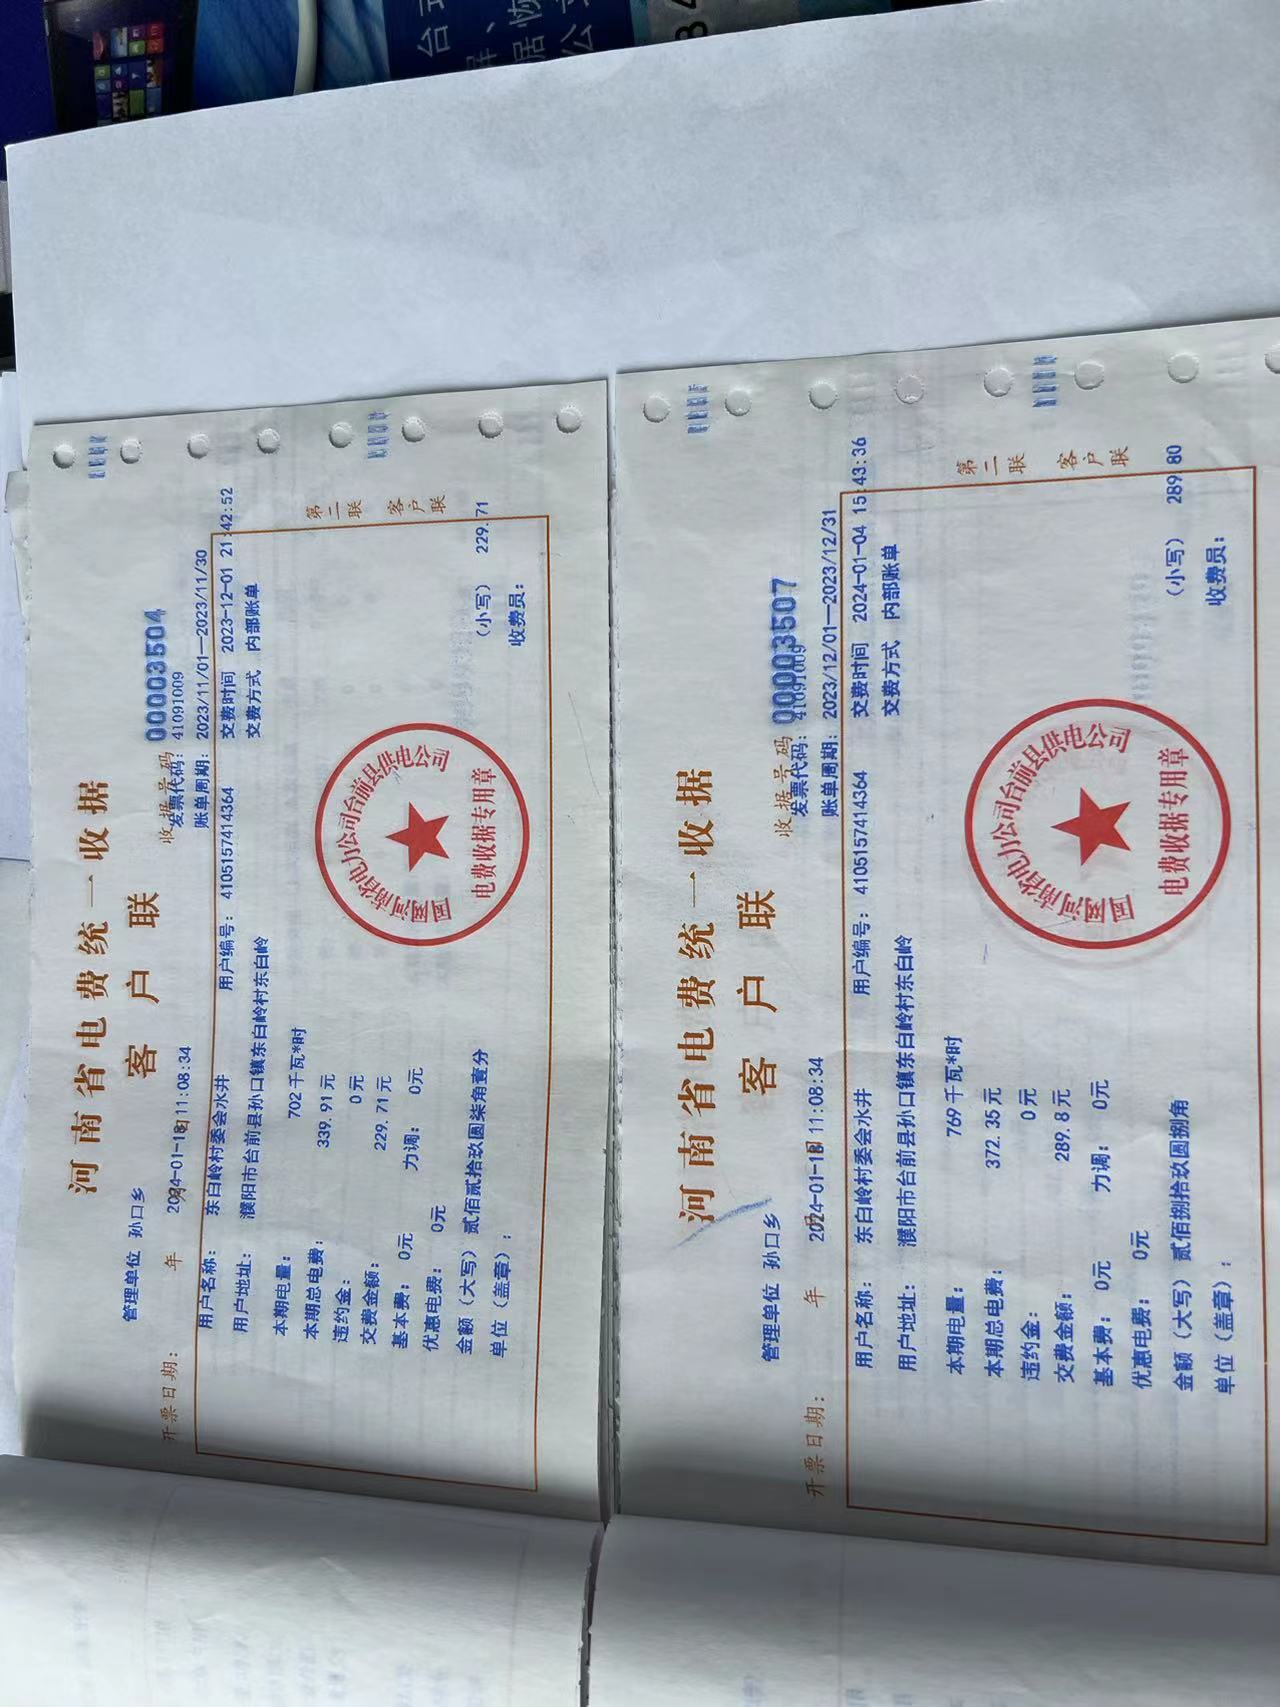 河南省电费统一收据
客户联
管理单位 孙口乡
收据号码 00003504
发票代码: 41091009
开票日期: 年 2024-01-18 11:08:34
账单周期: 2023/11/01—2023/11/30
用户名称: 东白岭村委会水井 用户编号: 4105157414364 交费时间 2023-12-01 21:42:52
用户地址: 濮阳市台前县孙口镇东白岭村东白岭 交费方式 内部账单
本期电量: 702千瓦*时
本期总电费: 339.91元
违约金: 0元
交费金额: 229.71元
基本费: 0元 力调: 0元
优惠电费: 0元
金额(大写) 贰佰贰拾玖圆柒角壹分 (小写) 229.71
单位(盖章): 收费员:
第二联 客户联
国网河南省电力公司台前县供电公司
电费收据专用章
河南省电费统一收据
客户联
管理单位 孙口乡
收据号码 00003507
发票代码: 41091009
开票日期: 年 2024-01-18 11:08:34
账单周期: 2023/12/01—2023/12/31
用户名称: 东白岭村委会水井 用户编号: 4105157414364 交费时间 2024-01-04 15:43:36
用户地址: 濮阳市台前县孙口镇东白岭村东白岭 交费方式 内部账单
本期电量: 769千瓦*时
本期总电费: 372.35元
违约金: 0元
交费金额: 289.8元
基本费: 0元 力调: 0元
优惠电费: 0元
金额(大写) 贰佰捌拾玖圆捌角 (小写) 289.80
单位(盖章): 收费员:
第二联 客户联
国网河南省电力公司台前县供电公司
电费收据专用章